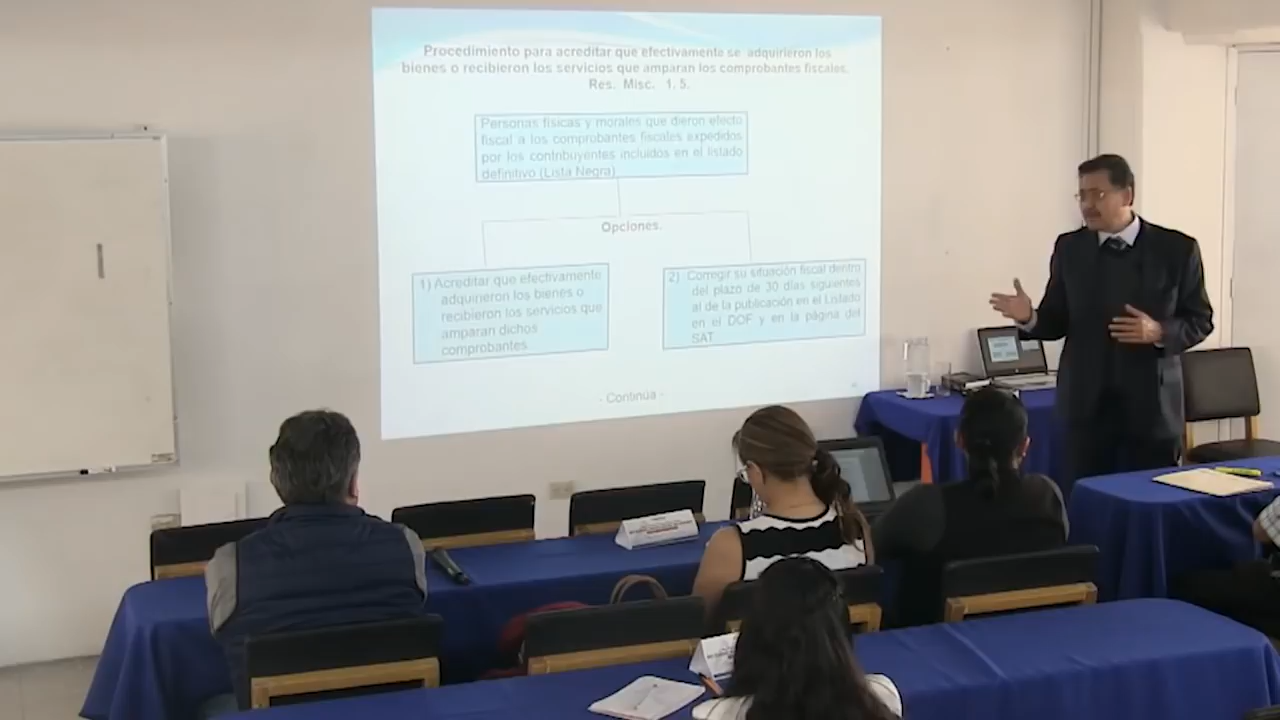 Procedimiento para acreditar que efectivamente se adquirieron los
bienes o recibieron los servicios que amparan los comprobantes fiscales.
Res. Misc. 1. 5.
Personas físicas y morales que dieron efecto
fiscal a los comprobantes fiscales expedidos
por los contribuyentes incluidos en el listado
definitivo (Lista Negra)
Opciones.
1) Acreditar que efectivamente
adquirieron los bienes o
recibieron los servicios que
amparan dichos
comprobantes.
2) Corregir su situación fiscal dentro
del plazo de 30 días siguientes
al de la publicación en el Listado
en el DOF y en la página del
SAT
- Continúa -